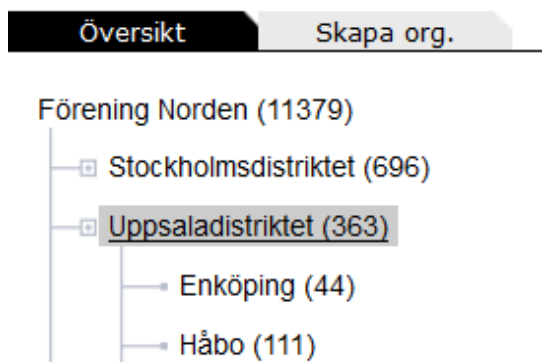 Översikt Skapa org.
Förening Norden (11379)
Stockholmsdistriktet (696)
Uppsaladistriktet (363)
Enköping (44)
Håbo (111)